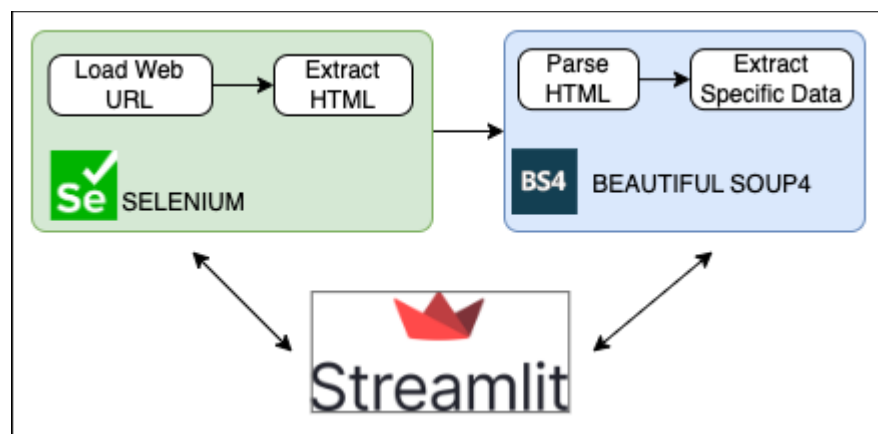 Load Web
URL
Extract
HTML
Parse
HTML
Extract
Specific Data
Se
SELENIUM
BS4
BEAUTIFUL SOUP4
Streamlit